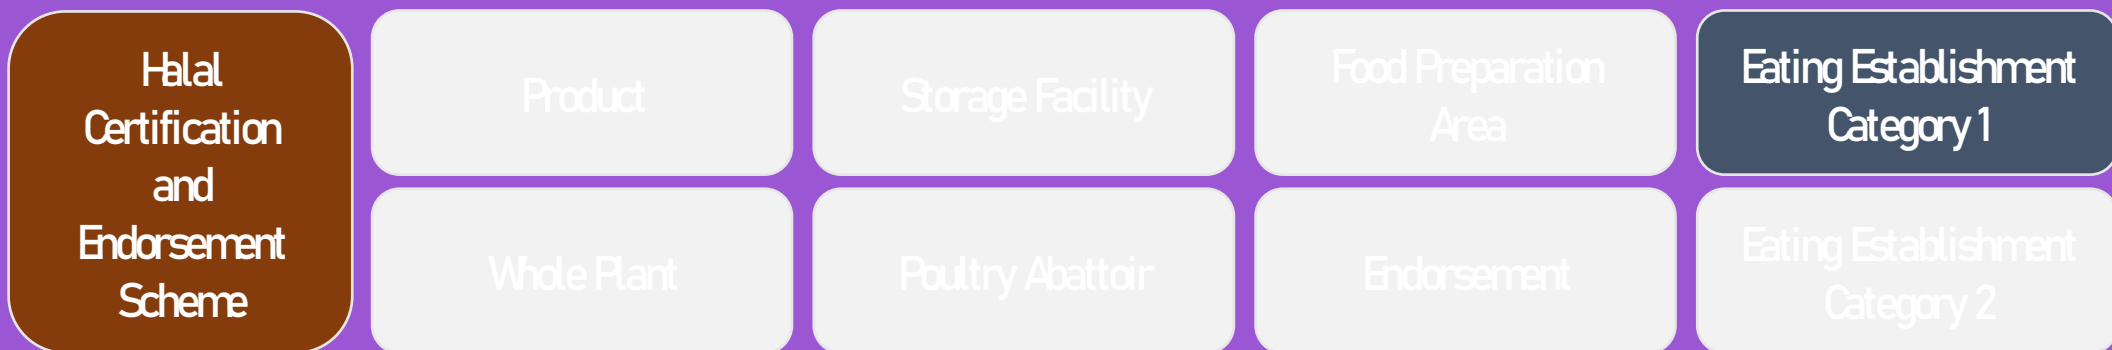 Halal
Certification
and
Endorsement
Scheme
Product
Storage Facility
Food Preparation
Area
Eating Establishment
Category 1
Whole Plant
Poultry Abattoir
Endorsement
Eating Establishment
Category 2